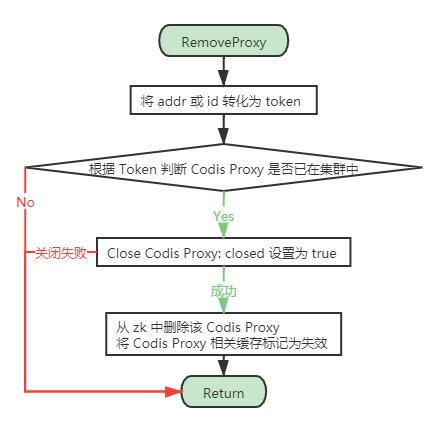 RemoveProxy
将 addr 或 id 转化为 token
根据 Token 判断 Codis Proxy 是否已在集群中
No
Yes
关闭失败
Close Codis Proxy: closed 设置为 true
成功
从 zk 中删除该 Codis Proxy
将 Codis Proxy 相关缓存标记为失效
Return